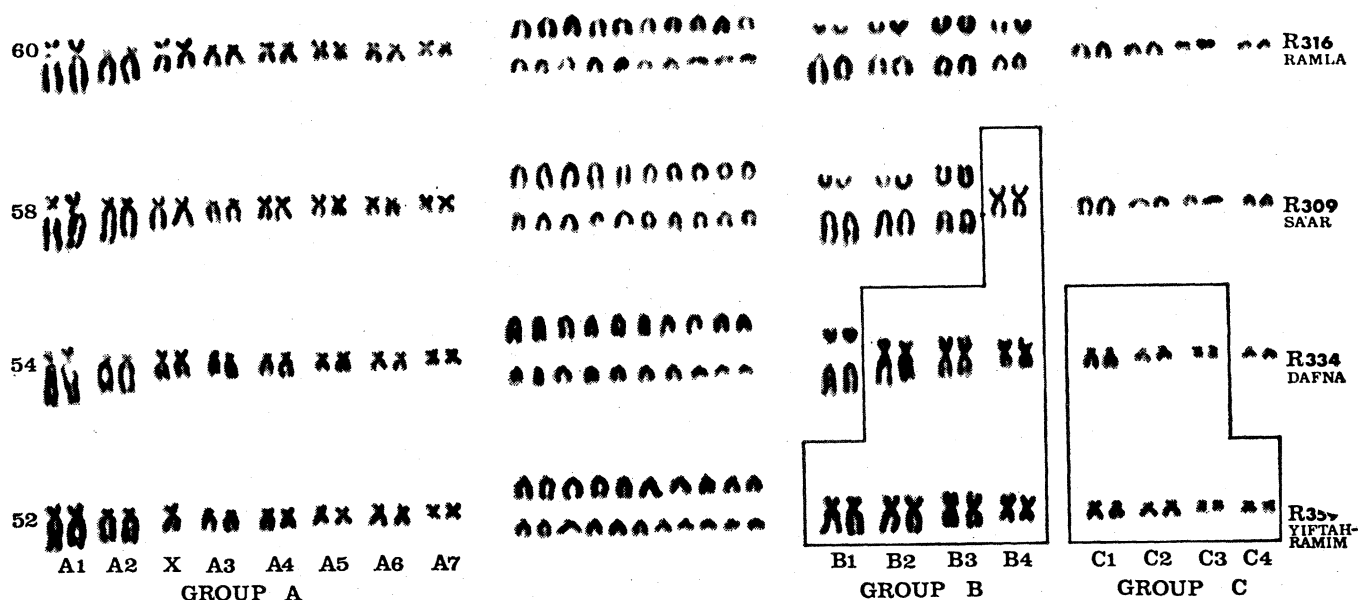 60 R316
RAMLA
58 R309
SA'AR
54 R334
DAFNA
52
YIFTAH-
RAMIM
A1 A2 X A3 A4 A5 A6 A7 B1 B2 B3 B4 C1 C2 C3 C4
GROUP A GROUP B GROUP C